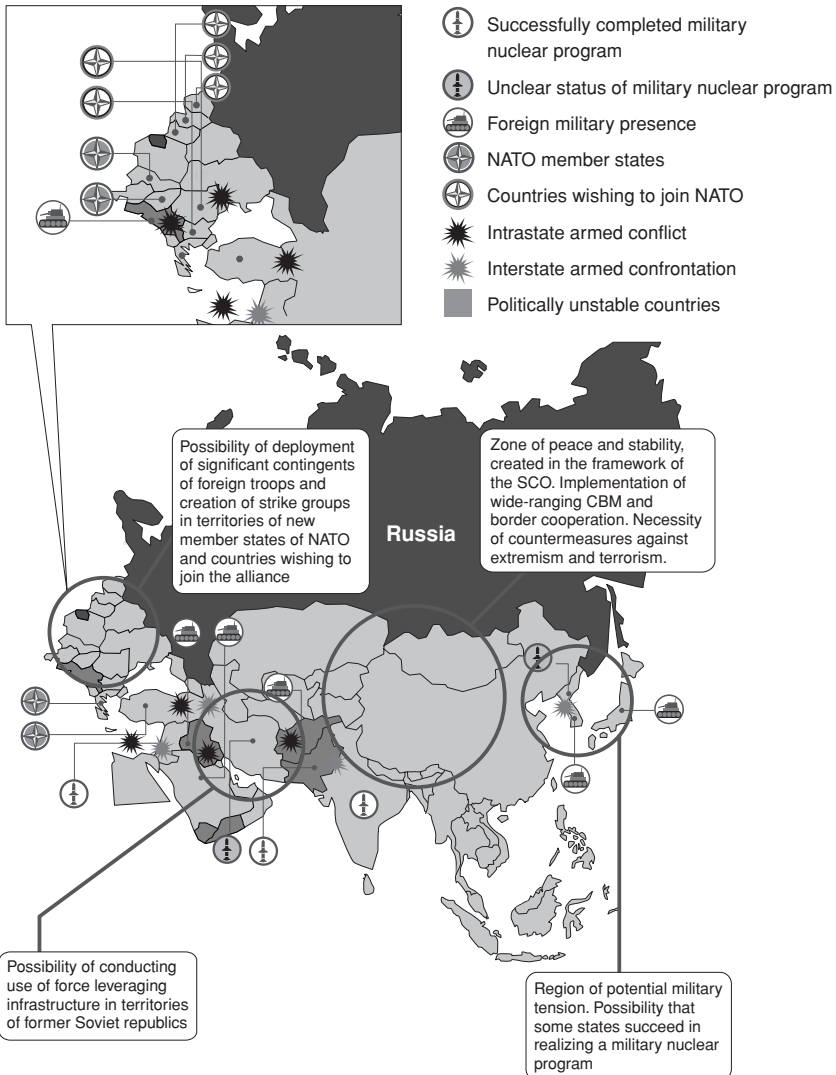 Successfully completed military
nuclear program
Unclear status of military nuclear program
Foreign military presence
NATO member states
Countries wishing to join NATO
Intrastate armed conflict
Interstate armed confrontation
Politically unstable countries
Possibility of deployment
of significant contingents
of foreign troops and
creation of strike groups
in territories of new
member states of NATO
and countries wishing to
join the alliance
Zone of peace and stability,
created in the framework of
the SCO. Implementation of
wide-ranging CBM and
border cooperation. Necessity
of countermeasures against
extremism and terrorism.
Russia
Possibility of conducting
use of force leveraging
infrastructure in territories
of former Soviet republics
Region of potential military
tension. Possibility that
some states succeed in
realizing a military nuclear
program